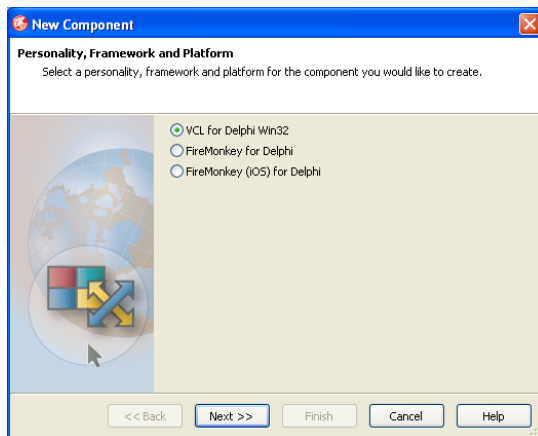 New Component
Personality, Framework and Platform
Select a personality, framework and platform for the component you would like to create.
VCL for Delphi Win32
FireMonkey for Delphi
FireMonkey (iOS) for Delphi
<< Back Next >> Finish Cancel Help